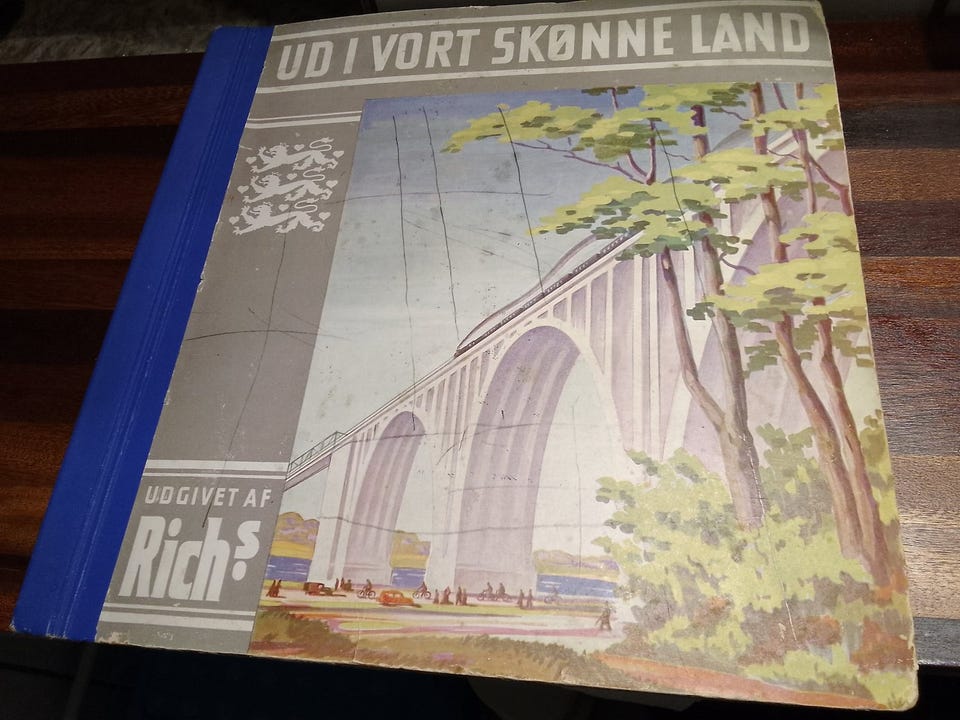 UD I VORT SKØNNE LAND
UDGIVET AF
Rich's